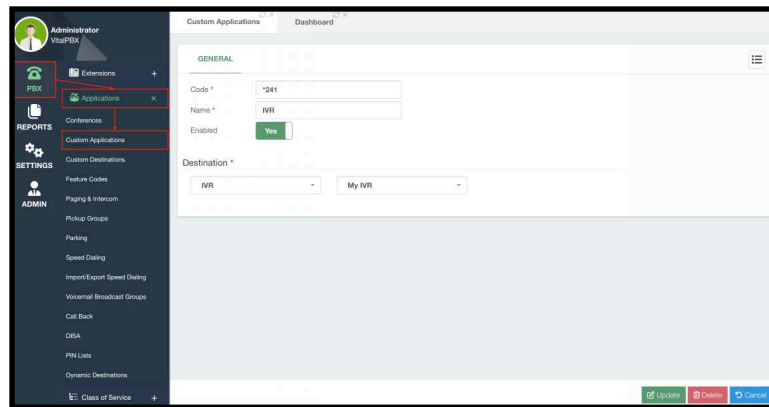 Administrator
VitalPBX
PBX
REPORTS
SETTINGS
ADMIN
Extensions +
Applications ×
Conferences
Custom Applications
Custom Destinations
Feature Codes
Paging & Intercom
Pickup Groups
Parking
Speed Dialing
Import/Export Speed Dialing
Voicemail Broadcast Groups
Call Back
DISA
PIN Lists
Dynamic Destinations
Class of Service +
Custom Applications
Dashboard
GENERAL
Code * *241
Name * IVR
Enabled Yes
Destination *
IVR My IVR
Update Delete Cancel